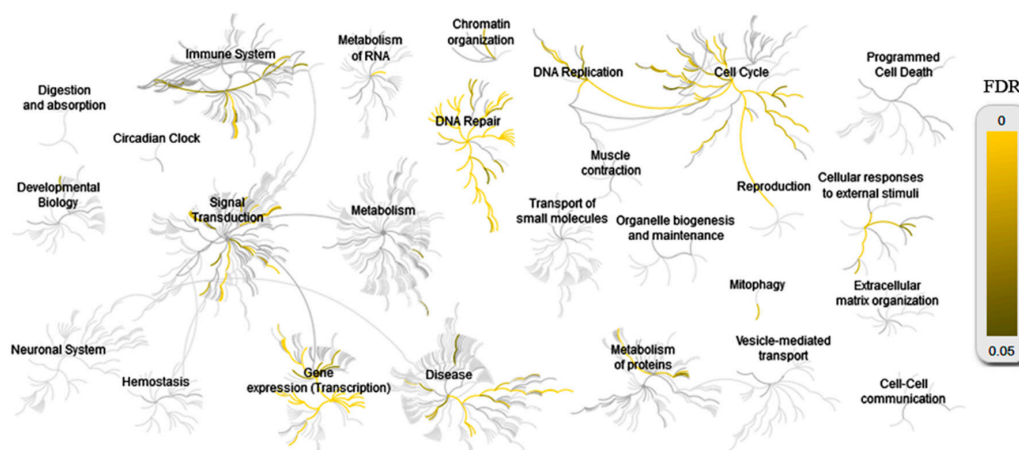 Immune System
Metabolism
of RNA
Chromatin
organization
DNA Replication
Cell Cycle
Programmed
Cell Death
FDR
Digestion
and absorption
Circadian Clock
DNA Repair
0
Developmental
Biology
Signal
Transduction
Metabolism
Muscle
contraction
Transport of
small molecules
Organelle biogenesis
and maintenance
Reproduction
Cellular responses
to external stimuli
Mitophagy
Extracellular
matrix organization
Neuronal System
Hemostasis
Gene
expression (Transcription)
Disease
Metabolism
of proteins
Vesicle-mediated
transport
Cell-Cell
communication
0.05